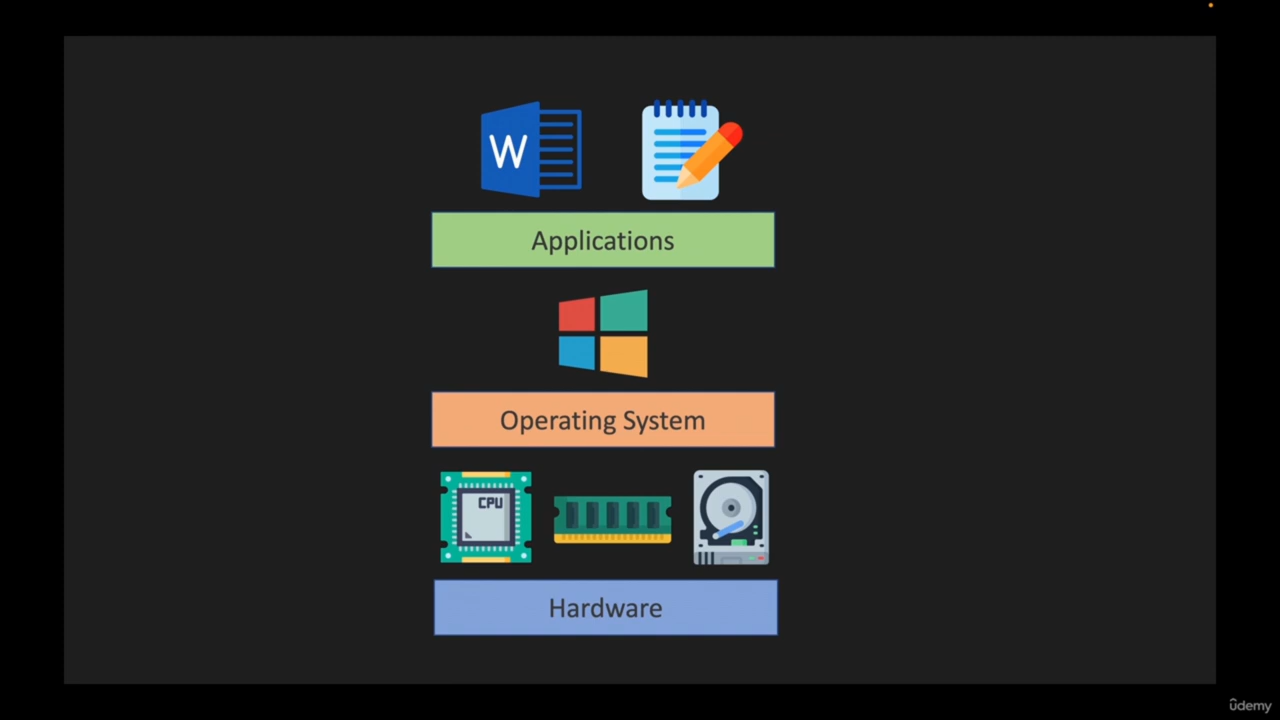 W
Applications
Operating System
CPU
Hardware
ûdemy